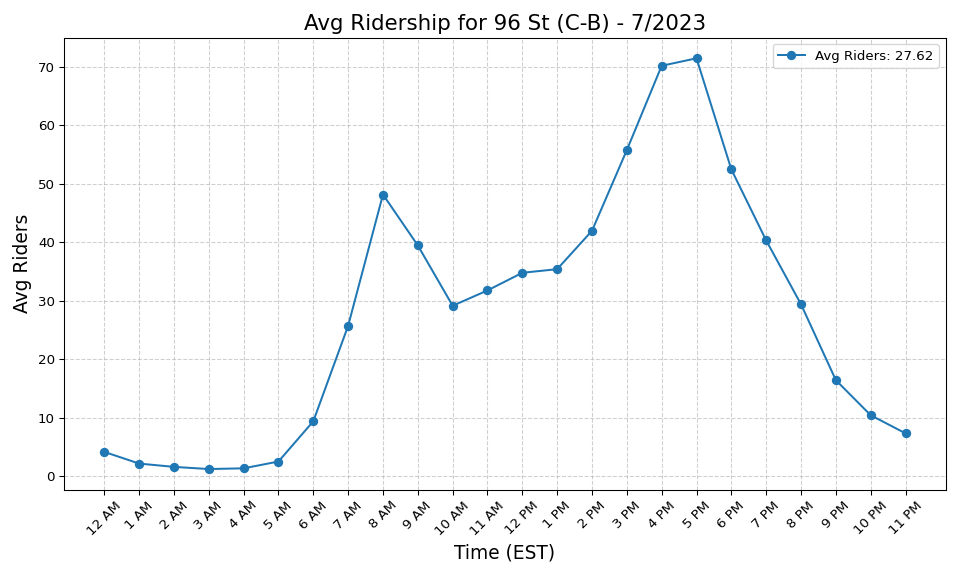 Avg Ridership for 96 St (C-B) - 7/2023
Avg Riders: 27.62
Avg Riders
70
60
50
40
30
20
10
0
12 AM 1 AM 2 AM 3 AM 4 AM 5 AM 6 AM 7 AM 8 AM 9 AM 10 AM 11 AM 12 PM 1 PM 2 PM 3 PM 4 PM 5 PM 6 PM 7 PM 8 PM 9 PM 10 PM 11 PM
Time (EST)